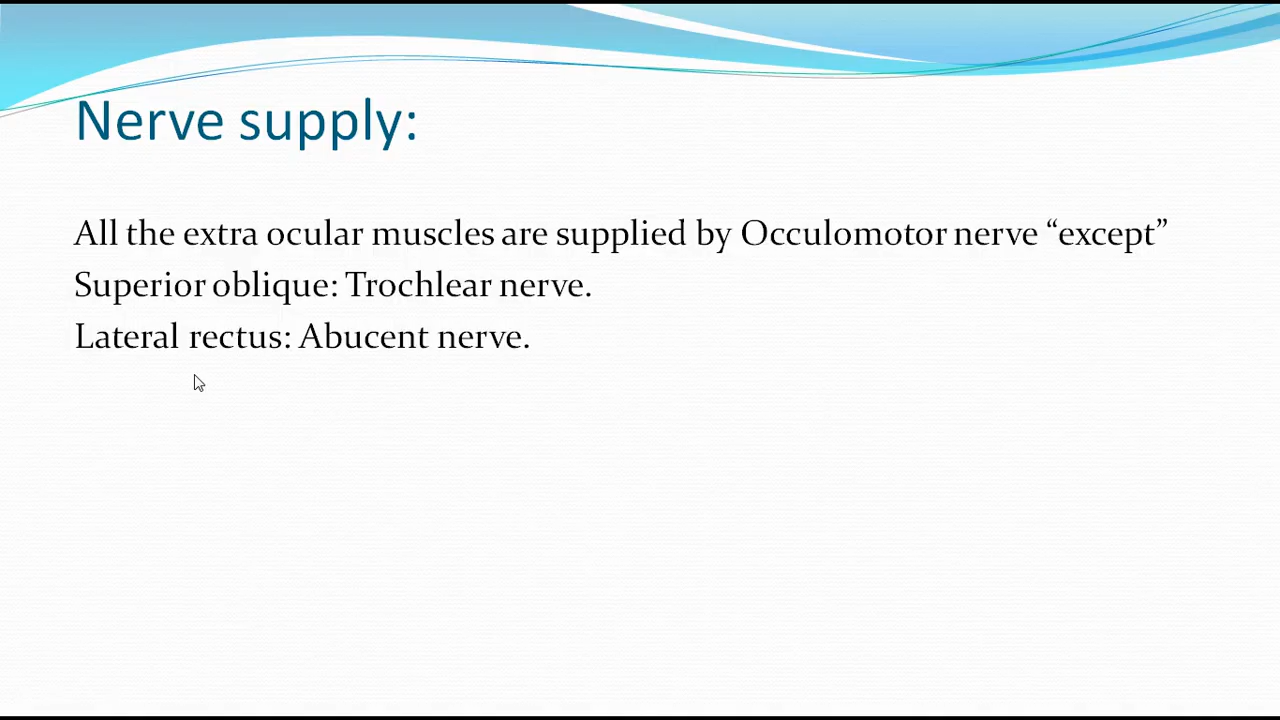 Nerve supply:
All the extra ocular muscles are supplied by Occulomotor nerve “except”
Superior oblique: Trochlear nerve.
Lateral rectus: Abucent nerve.